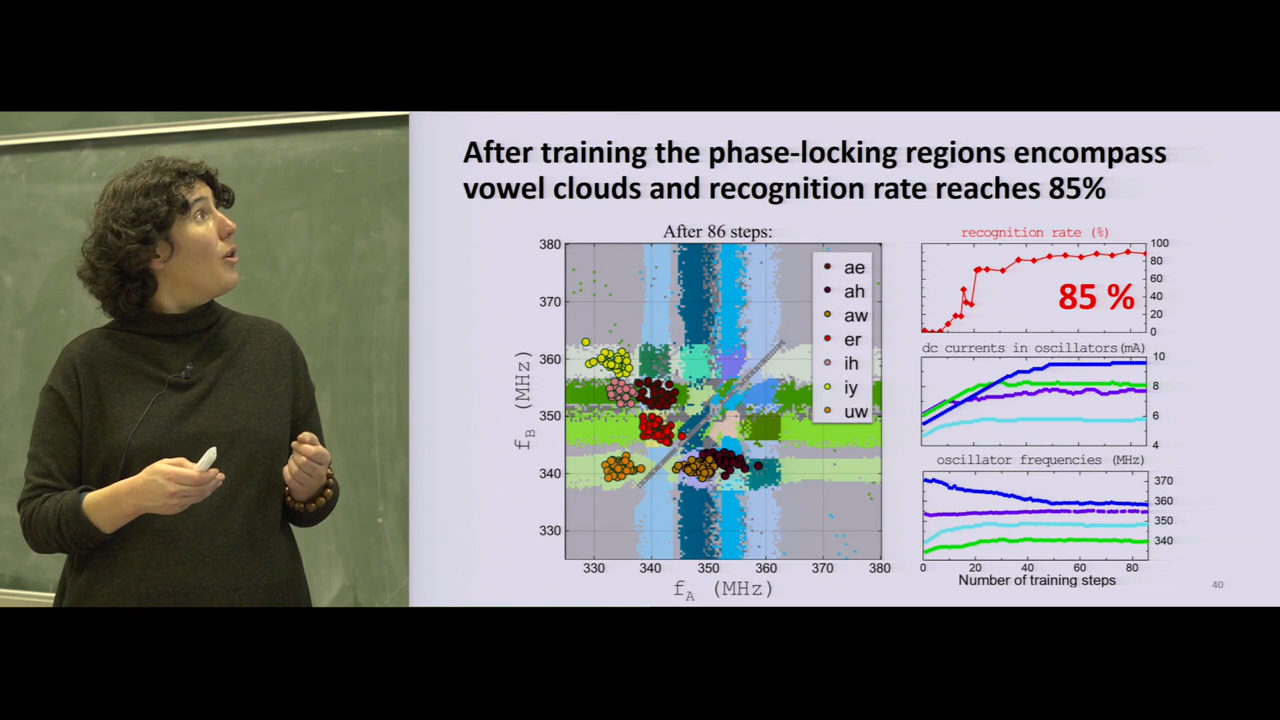 After training the phase-locking regions encompass
vowel clouds and recognition rate reaches 85%
After 86 steps:
380
370
360
350
340
330
330
340
350
360
370
380
f_B (MHz)
f_A (MHz)
ae
ah
aw
er
ih
iy
uw
recognition rate (%)
100
80
60
40
20
0
85 %
dc currents in oscillators(mA)
10
8
6
4
oscillator frequencies (MHz)
370
360
350
340
0
20
40
60
80
Number of training steps
40